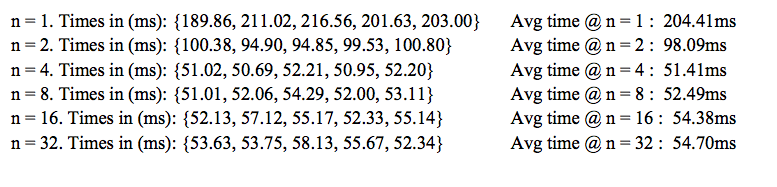 n = 1. Times in (ms): {189.86, 211.02, 216.56, 201.63, 203.00} Avg time @ n = 1 : 204.41ms
n = 2. Times in (ms): {100.38, 94.90, 94.85, 99.53, 100.80} Avg time @ n = 2 : 98.09ms
n = 4. Times in (ms): {51.02, 50.69, 52.21, 50.95, 52.20} Avg time @ n = 4 : 51.41ms
n = 8. Times in (ms): {51.01, 52.06, 54.29, 52.00, 53.11} Avg time @ n = 8 : 52.49ms
n = 16. Times in (ms): {52.13, 57.12, 55.17, 52.33, 55.14} Avg time @ n = 16 : 54.38ms
n = 32. Times in (ms): {53.63, 53.75, 58.13, 55.67, 52.34} Avg time @ n = 32 : 54.70ms